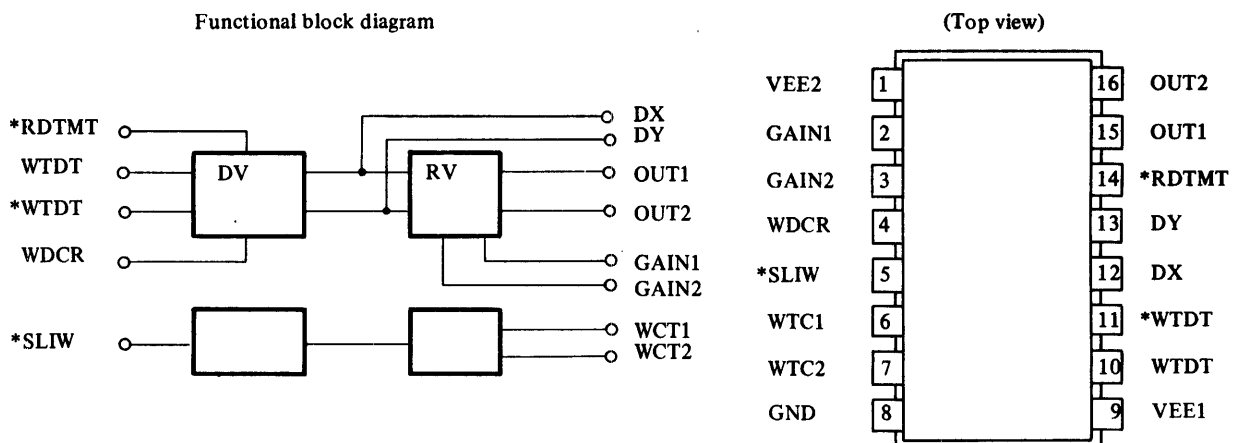 Functional block diagram
*RDTMT
WTDT
*WTDT
WDCR
*SLIW
DV
RV
DX
DY
OUT1
OUT2
GAIN1
GAIN2
WCT1
WCT2
(Top view)
VEE2 1
GAIN1 2
GAIN2 3
WDCR 4
*SLIW 5
WTC1 6
WTC2 7
GND 8
16 OUT2
15 OUT1
14 *RDTMT
13 DY
12 DX
11 *WTDT
10 WTDT
9 VEE1